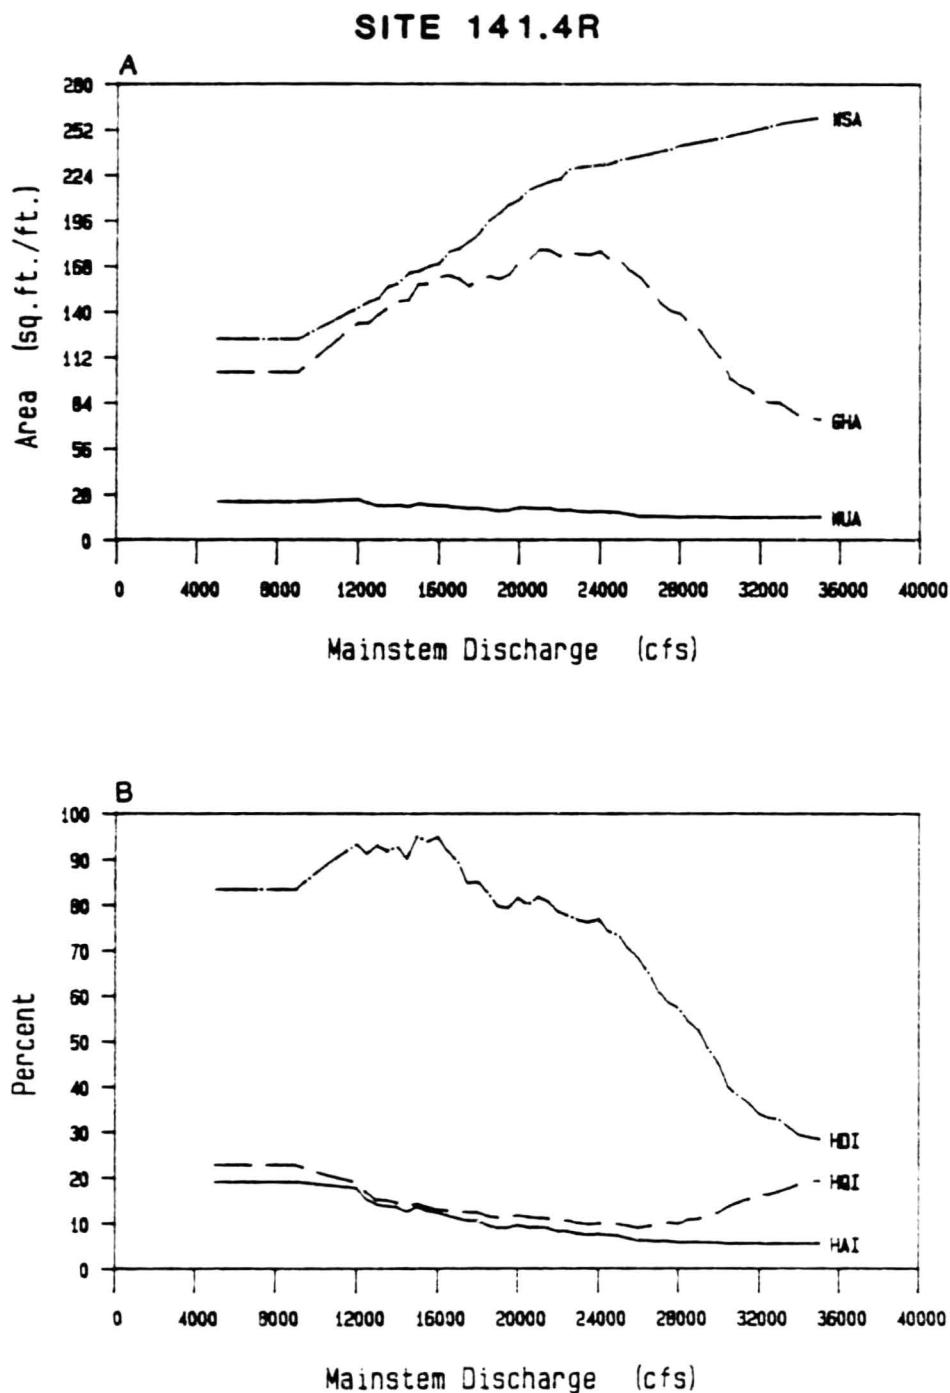 SITE 141.4R
A
280
252
224
196
168
140
112
84
56
28
0
Area (sq.ft./ft.)
WSA
GHA
WUA
0 4000 8000 12000 16000 20000 24000 28000 32000 36000 40000
Mainstem Discharge (cfs)
B
100
90
80
70
60
50
40
30
20
10
0
Percent
HDI
HQI
HAI
0 4000 8000 12000 16000 20000 24000 28000 32000 36000 40000
Mainstem Discharge (cfs)